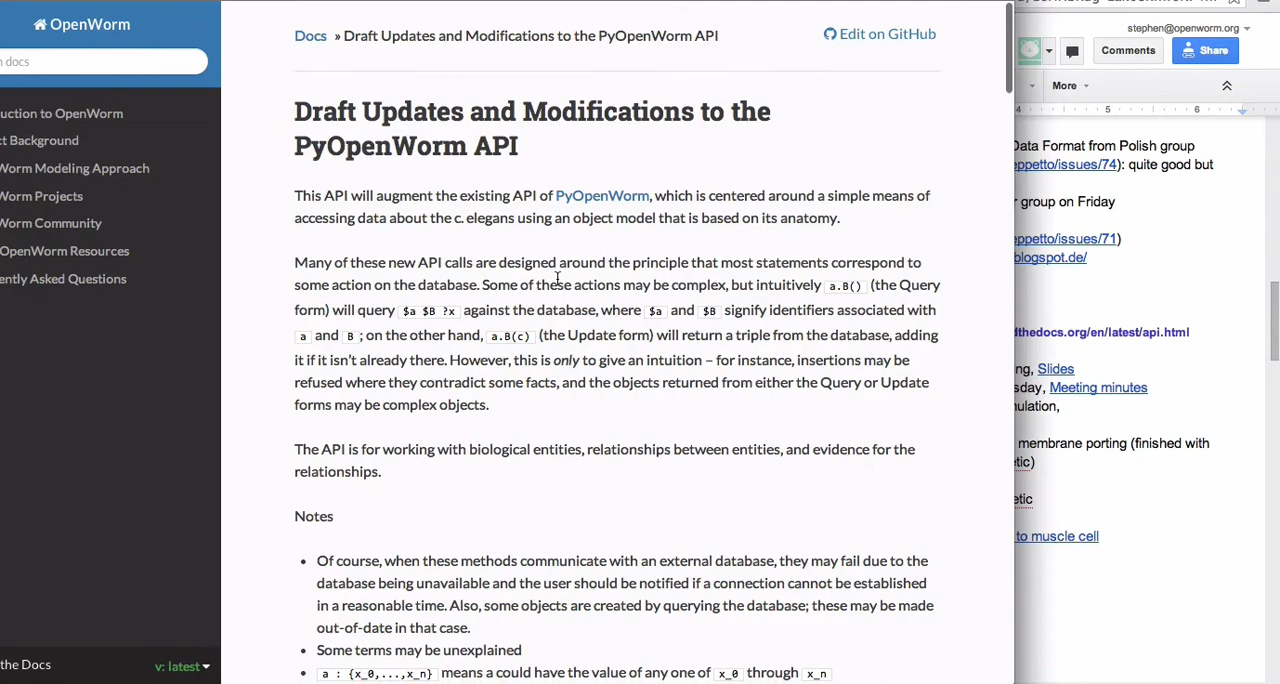 OpenWorm
n docs
uction to OpenWorm
ct Background
Worm Modeling Approach
Worm Projects
Worm Community
OpenWorm Resources
ently Asked Questions
the Docs
v: latest
Docs » Draft Updates and Modifications to the PyOpenWorm API
Edit on GitHub
Draft Updates and Modifications to the
PyOpenWorm API
This API will augment the existing API of PyOpenWorm, which is centered around a simple means of
accessing data about the c. elegans using an object model that is based on its anatomy.
Many of these new API calls are designed around the principle that most statements correspond to
some action on the database. Some of these actions may be complex, but intuitively a.B() (the Query
form) will query $a $B ?x against the database, where $a and $B signify identifiers associated with
a and B ; on the other hand, a.B(c) (the Update form) will return a triple from the database, adding
it if it isn't already there. However, this is only to give an intuition – for instance, insertions may be
refused where they contradict some facts, and the objects returned from either the Query or Update
forms may be complex objects.
The API is for working with biological entities, relationships between entities, and evidence for the
relationships.
Notes
• Of course, when these methods communicate with an external database, they may fail due to the
database being unavailable and the user should be notified if a connection cannot be established
in a reasonable time. Also, some objects are created by querying the database; these may be made
out-of-date in that case.
• Some terms may be unexplained
• a : {x_0,...,x_n} means a could have the value of any one of x_0 through x_n
stephen@openworm.org
Comments
Share
More
4 5 6
Data Format from Polish group
eppetto/issues/74): quite good but
r group on Friday
eppetto/issues/71)
blogspot.de/
dthedocs.org/en/latest/api.html
ng, Slides
sday, Meeting minutes
nulation,
membrane porting (finished with
etic)
etic
to muscle cell